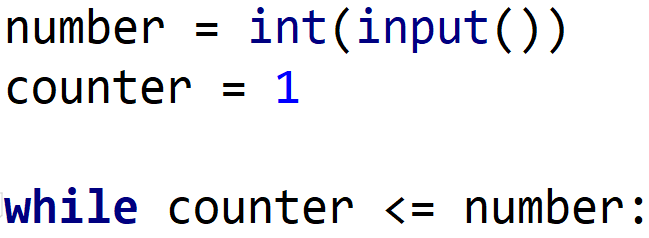 number = int(input())
counter = 1
while counter <= number: